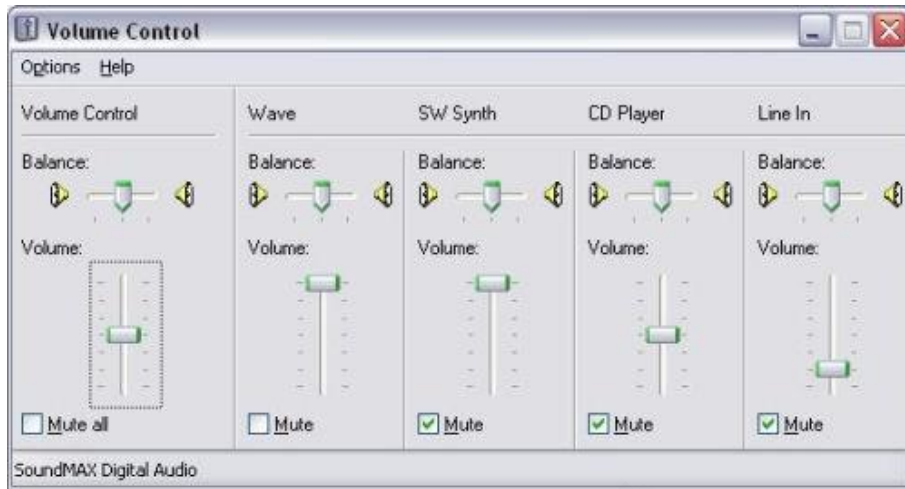 Volume Control
Options Help
Volume Control Wave SW Synth CD Player Line In
Balance: Balance: Balance: Balance: Balance:
Volume: Volume: Volume: Volume: Volume:
Mute all Mute Mute Mute Mute
SoundMAX Digital Audio